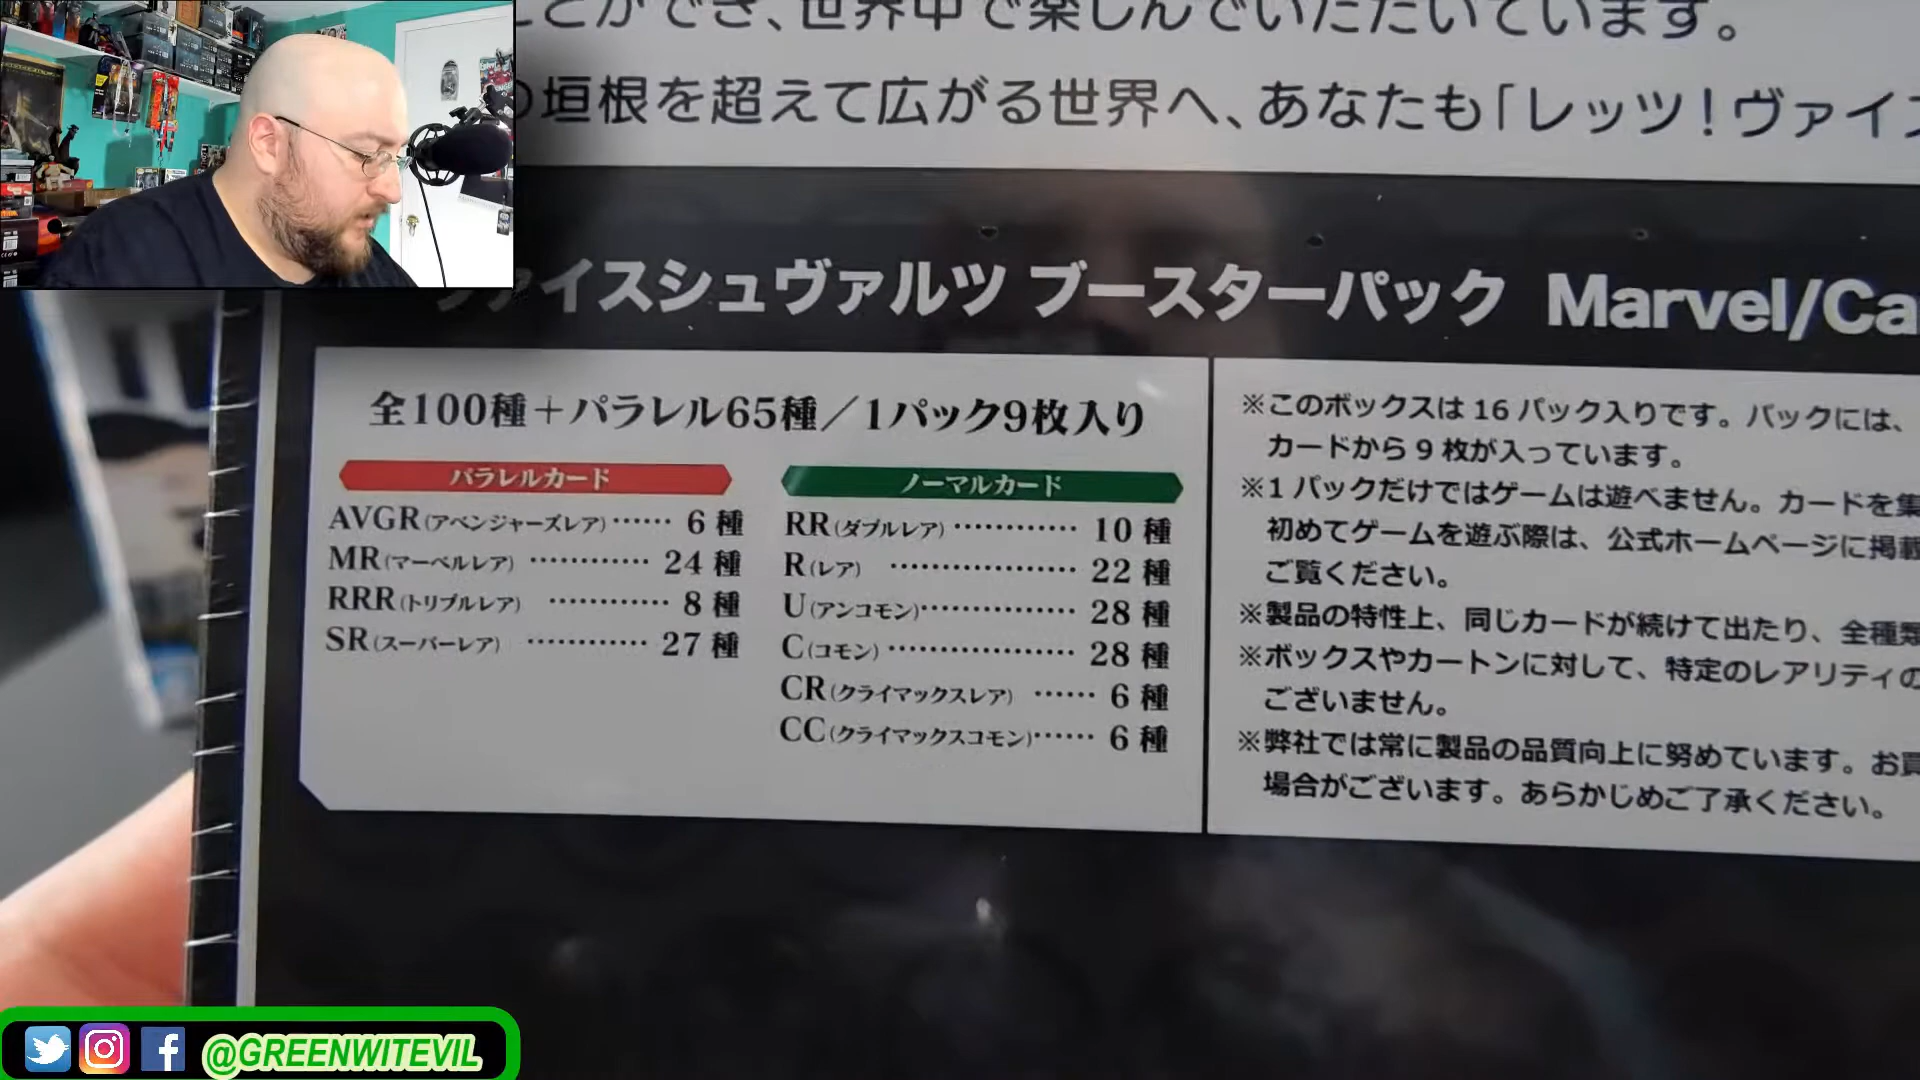 ことができ、世界中で楽しんでいただいています。
の垣根を超えて広がる世界へ、あなたも「レッツ！ヴァイ
ヴァイスシュヴァルツ ブースターパック Marvel/Ca
全100種＋パラレル65種／1パック9枚入り
パラレルカード
AVGR(アベンジャーズレア)……6種
MR(マーベルレア)…………24種
RRR(トリプルレア)…………8種
SR(スーパーレア)…………27種
ノーマルカード
RR(ダブルレア)…………10種
R(レア)………………22種
U(アンコモン)……………28種
C(コモン)………………28種
CR(クライマックスレア)……6種
CC(クライマックスコモン)……6種
※このボックスは16パック入りです。パックには、
カードから9枚が入っています。
※1パックだけではゲームは遊べません。カードを集
初めてゲームを遊ぶ際は、公式ホームページに掲載
ご覧ください。
※製品の特性上、同じカードが続けて出たり、全種類
※ボックスやカートンに対して、特定のレアリティの
ございません。
※弊社では常に製品の品質向上に努めています。お買
場合がございます。あらかじめご了承ください。
@GREENWITEVIL